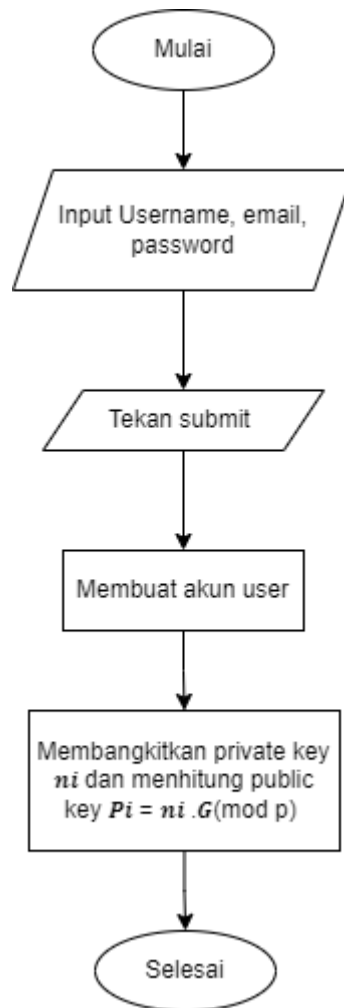 Mulai
Input Username, email,
password
Tekan submit
Membuat akun user
Membangkitkan private key
ni dan menhitung public
key Pi = ni .G(mod p)
Selesai